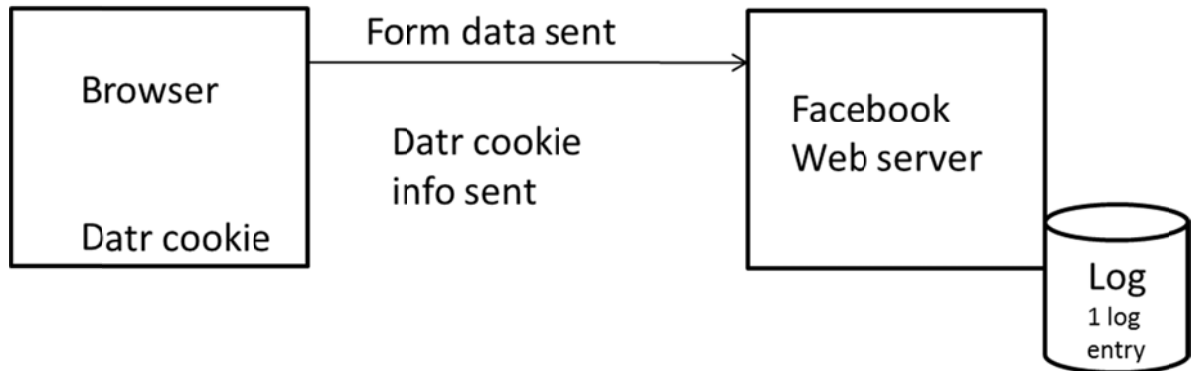 Form data sent
Browser
Facebook
Web server
Datr cookie
info sent
Datr cookie
Log
1 log
entry